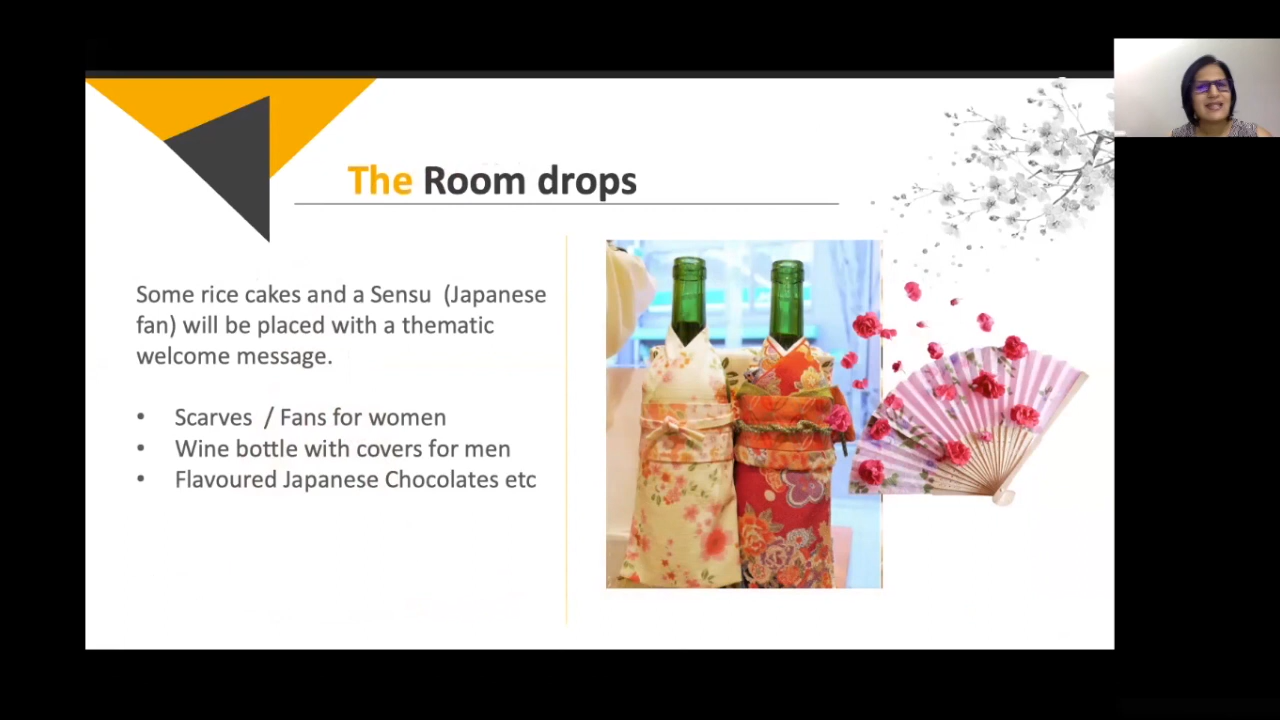 The Room drops
Some rice cakes and a Sensu  (Japanese
fan) will be placed with a thematic
welcome message.
• Scarves  / Fans for women
• Wine bottle with covers for men
• Flavoured Japanese Chocolates etc